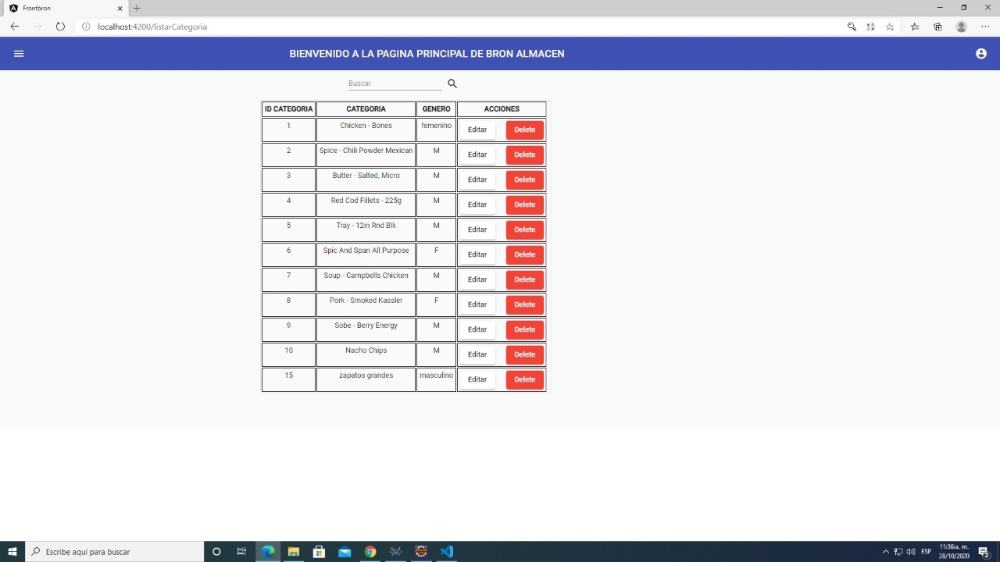 Frontbron
localhost:4200/listarCategoria
BIENVENIDO A LA PAGINA PRINCIPAL DE BRON ALMACEN
Buscar
ID CATEGORIA CATEGORIA GENERO ACCIONES
1 Chicken - Bones femenino Editar Delete
2 Spice - Chili Powder Mexican M Editar Delete
3 Butter - Salted, Micro M Editar Delete
4 Red Cod Fillets - 225g M Editar Delete
5 Tray - 12in Rnd Blk M Editar Delete
6 Spic And Span All Purpose F Editar Delete
7 Soup - Campbells Chicken M Editar Delete
8 Pork - Smoked Kassler F Editar Delete
9 Sobe - Berry Energy M Editar Delete
10 Nacho Chips M Editar Delete
15 zapatos grandes masculino Editar Delete
Escribe aquí para buscar
ESP
11:36a. m.
28/10/2020
2